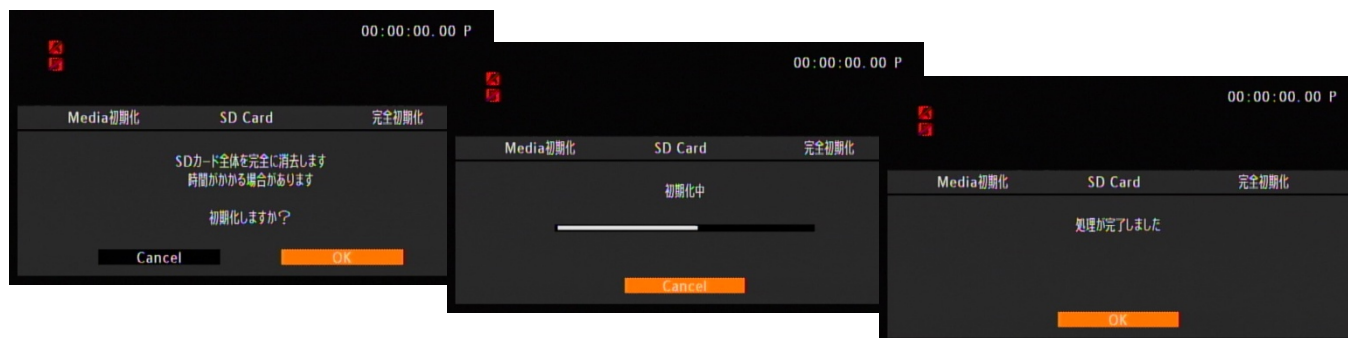 00:00:00.00 P
A
Media初期化 SD Card 完全初期化
SDカード全体を完全に消去します
時間がかかる場合があります
初期化しますか?
Cancel OK
00:00:00.00 P
A
Media初期化 SD Card 完全初期化
初期化中
Cancel
00:00:00.00 P
A
Media初期化 SD Card 完全初期化
処理が完了しました
OK